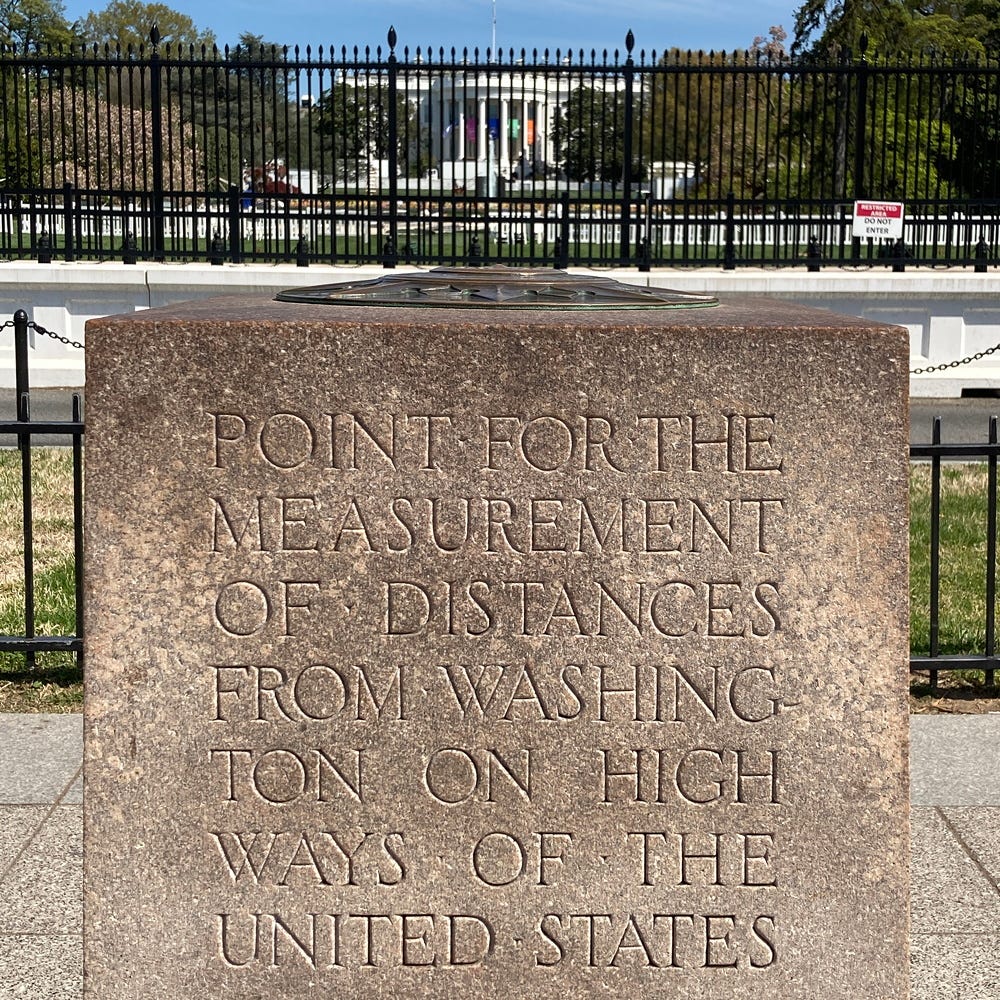 RESTRICTED
AREA
DO NOT
ENTER
POINT · FOR THE
MEASUREMENT
OF · DISTANCES
FROM · WASHING-
TON ON HIGH
WAYS · OF · THE
UNITED · STATES